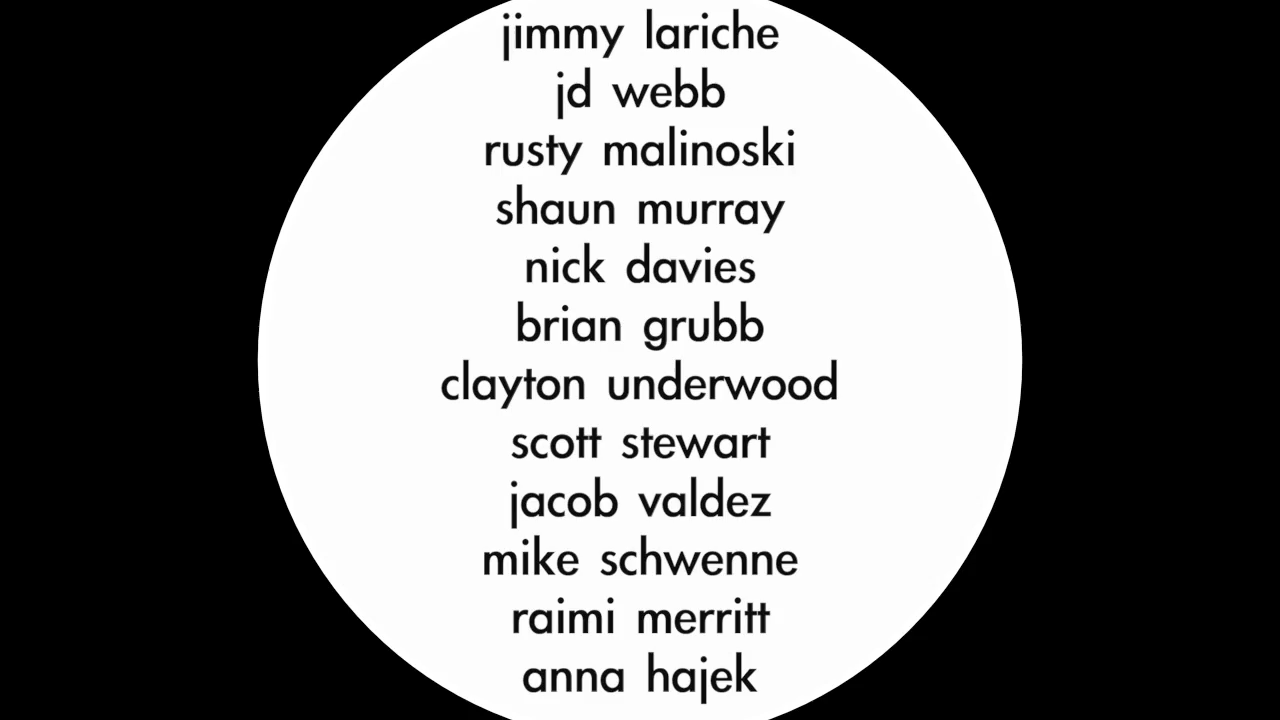 jimmy lariche
jd webb
rusty malinoski
shaun murray
nick davies
brian grubb
clayton underwood
scott stewart
jacob valdez
mike schwenne
raimi merritt
anna hajek